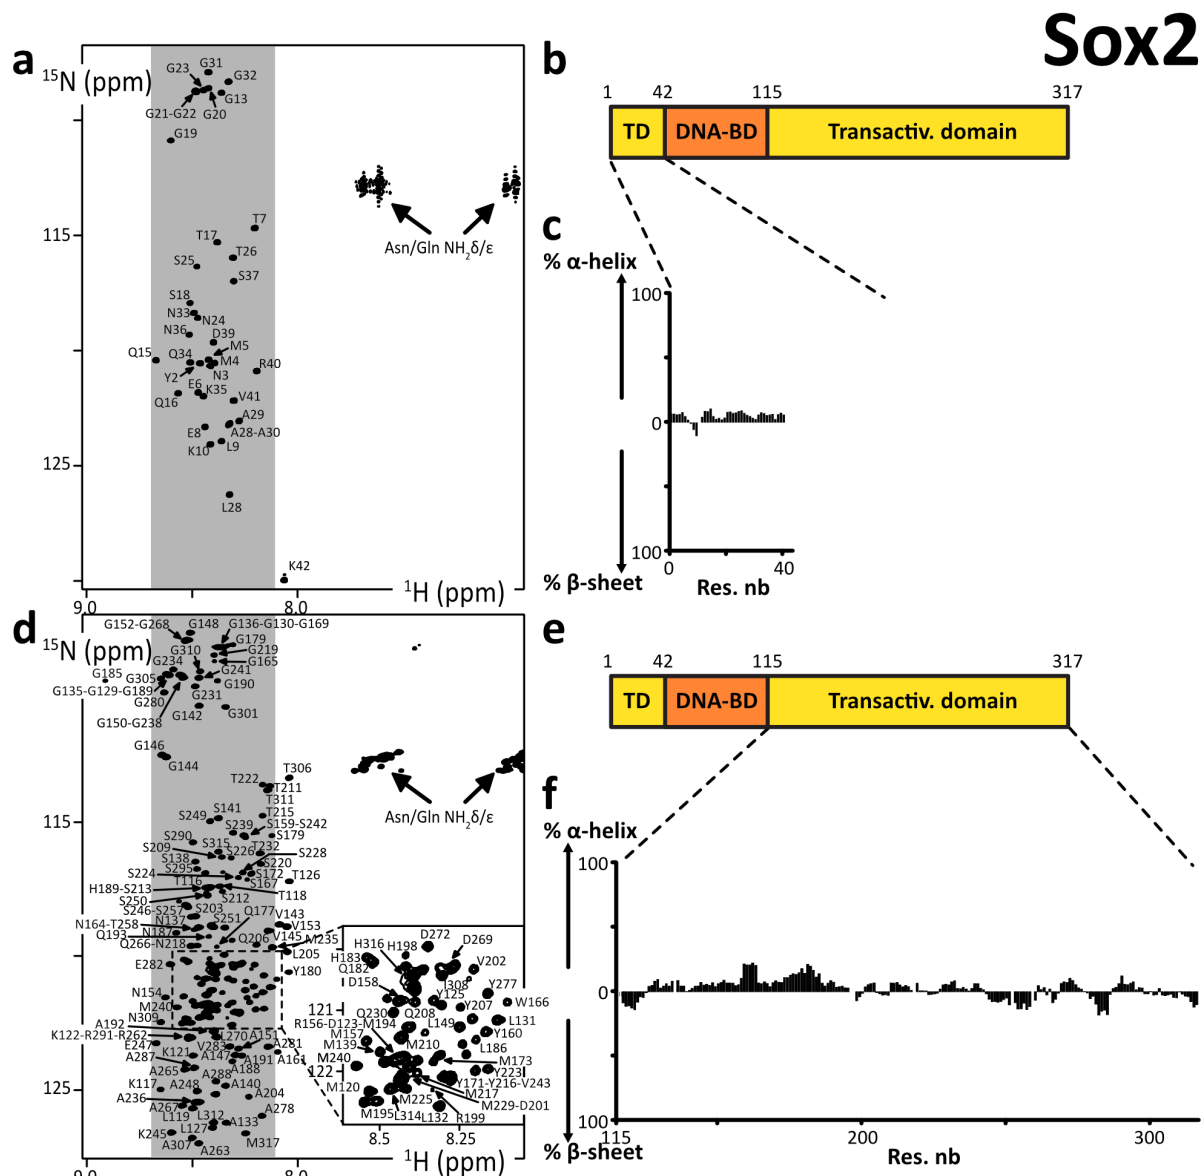 Sox2
a
15N (ppm)
G31
G23
G32
G13
G21-G22
G20
G19
T7
T17
T26
S25
S37
S18
N33
N24
N36
D39
M5
Q15
Q34
M4
R40
Y2
N3
E6
K35
Q16
V41
A29
E8
A28-A30
K10
L9
L28
K42
Asn/Gln NH2δ/ε
115
125
1H (ppm)
9.0
8.0
b
1
42
115
317
TD
DNA-BD
Transactiv. domain
c
% α-helix
100
0
100
% β-sheet
0
40
Res. nb
d
15N (ppm)
G152-G268
G148
G136-G130-G169
G179
G310
G219
G234
G165
G185
G305
G241
G135-G129-G189
G190
G280
G231
G150-G238
G142
G301
G146
G144
T306
T222
T211
T311
S141
T215
S249
S239
S159-S242
S290
S179
S315
S209
S226
T232
S138
S228
S220
S295
S224
S172
T126
T116
S167
H189-S213
T118
S250
S212
S246-S257
S203
Q177
N137
S251
V143
N164-T258
V153
N187
Q193
Q206
V145
M235
Q266-N218
L205
E282
Y180
N154
M240
N309
A192
K122-R291-R262
L270
A151
E247
V283
A281
K121
A147
A287
A191
A161
A265
A188
A288
K117
A248
A140
A236
A204
A267
A278
L119
L312
A133
L127
K245
M317
A307
A263
Asn/Gln NH2δ/ε
115
125
D272
H316
H198
D269
H183
V202
Q182
I308
Y277
D158
Y125
W166
121
Q230
Q208
Y207
L131
R156-D123-M194
L149
Y160
M157
M210
M139
L186
M240
M173
122
Y223
Y171-Y216-V243
M120
M217
M225
M229-D201
M195
L314
L132
R199
8.5
8.25
1H (ppm)
9.0
8.0
e
1
42
115
317
TD
DNA-BD
Transactiv. domain
f
% α-helix
100
0
100
% β-sheet
115
200
300
Res. nb